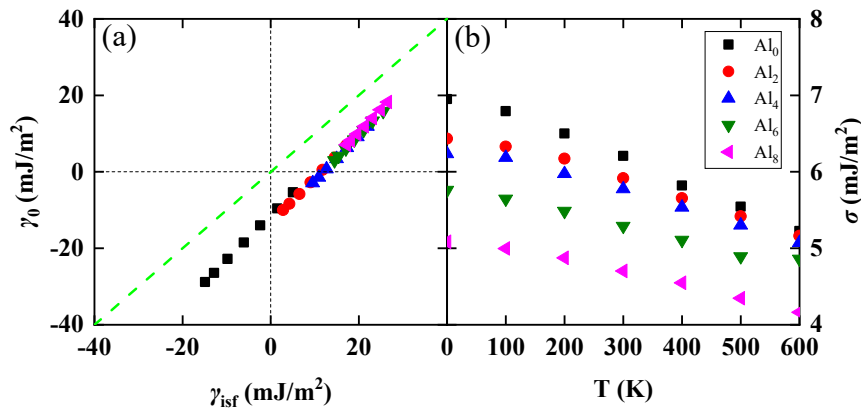 (a)
γ₀ (mJ/m²)
40
20
0
-20
-40
-40
-20
0
20
γisf (mJ/m²)
(b)
Al₀
Al₂
Al₄
Al₆
Al₈
8
7
6
5
4
σ (mJ/m²)
0 100 200 300 400 500 600
T (K)